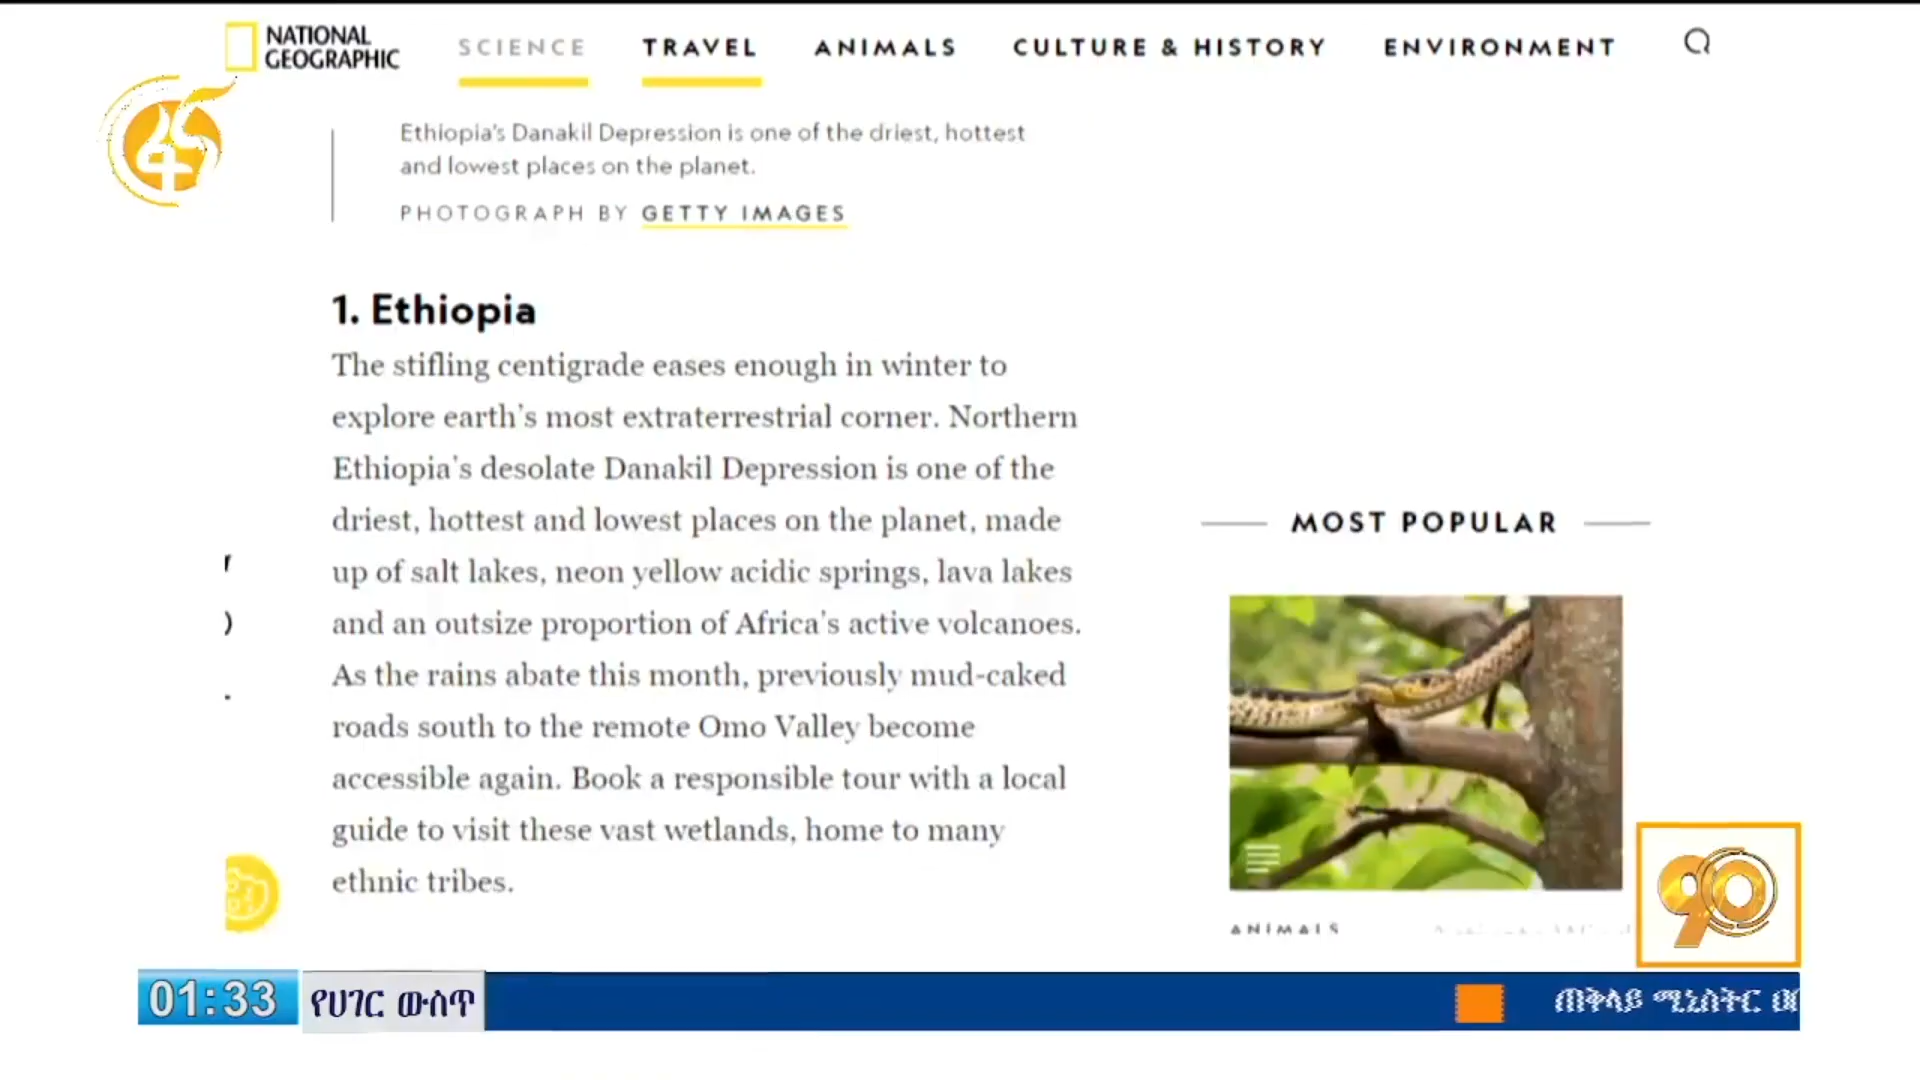 NATIONAL
GEOGRAPHIC
SCIENCE
TRAVEL
ANIMALS
CULTURE & HISTORY
ENVIRONMENT
Ethiopia's Danakil Depression is one of the driest, hottest
and lowest places on the planet.
PHOTOGRAPH BY GETTY IMAGES
1. Ethiopia
The stifling centigrade eases enough in winter to
explore earth's most extraterrestrial corner. Northern
Ethiopia's desolate Danakil Depression is one of the
driest, hottest and lowest places on the planet, made
up of salt lakes, neon yellow acidic springs, lava lakes
and an outsize proportion of Africa's active volcanoes.
As the rains abate this month, previously mud-caked
roads south to the remote Omo Valley become
accessible again. Book a responsible tour with a local
guide to visit these vast wetlands, home to many
ethnic tribes.
MOST POPULAR
ANIMALS
90
01:33
የሀገር ውስጥ
ጠቅላይ ሚኒስትር